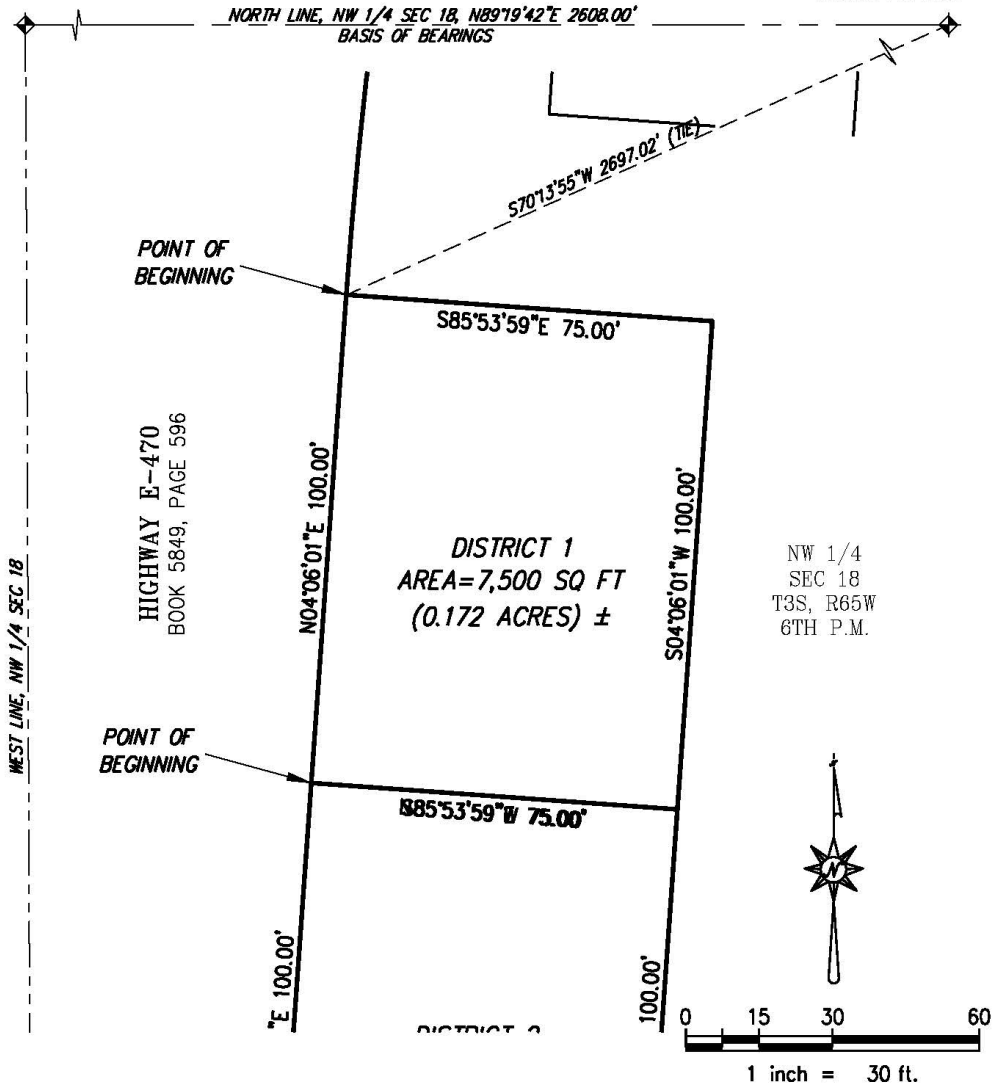 NORTH LINE, NW 1/4 SEC 18, N89°19'42"E 2608.00'
BASIS OF BEARINGS
S70°13'55"W 2697.02' (TIE)
POINT OF
BEGINNING
S85°53'59"E 75.00'
HIGHWAY E-470
BOOK 5849, PAGE 596
N04°06'01"E 100.00'
DISTRICT 1
AREA=7,500 SQ FT
(0.172 ACRES) ±
S04°06'01"W 100.00'
NW 1/4
SEC 18
T3S, R65W
6TH P.M.
WEST LINE, NW 1/4 SEC 18
POINT OF
BEGINNING
75.00'
N
"E 100.00'
100.00'
DISTRICT
0 15 30 60
1 inch = 30 ft.